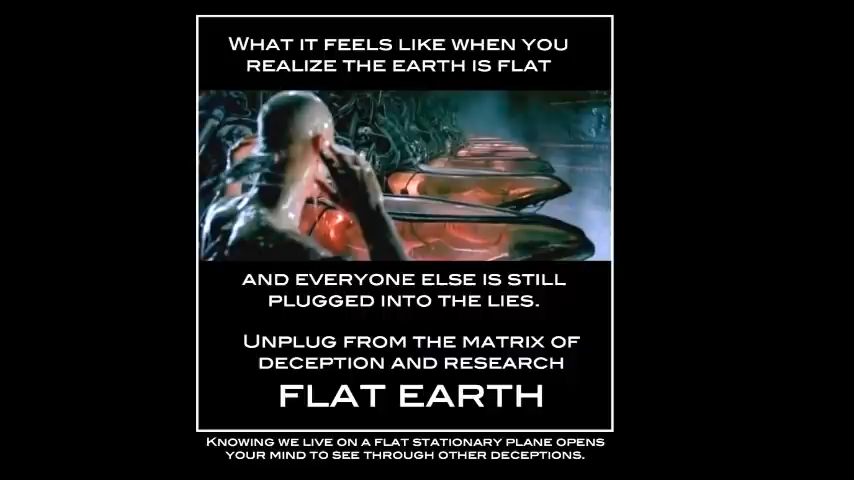 What it feels like when you
realize the earth is flat
and everyone else is still
plugged into the lies.
Unplug from the matrix of
deception and research
FLAT EARTH
Knowing we live on a flat stationary plane opens
your mind to see through other deceptions.